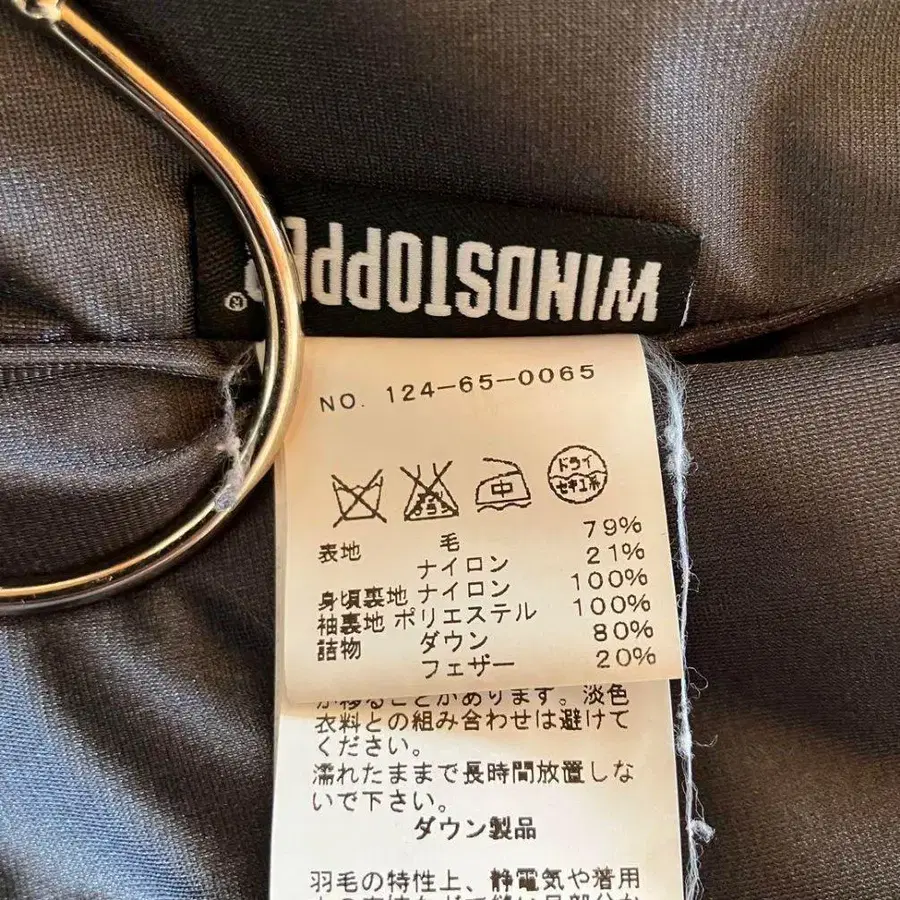 WINDSTOPPER®
NO. 124-65-0065
中
ドライ
セキユ系
表地 毛 79%
ナイロン 21%
身頃裏地 ナイロン 100%
袖裏地 ポリエステル 100%
詰物 ダウン 80%
フェザー 20%
が移ることがあります。淡色
衣料との組み合わせは避けて
ください。
濡れたままで長時間放置しな
いで下さい。
ダウン製品
羽毛の特性上、静電気や着用